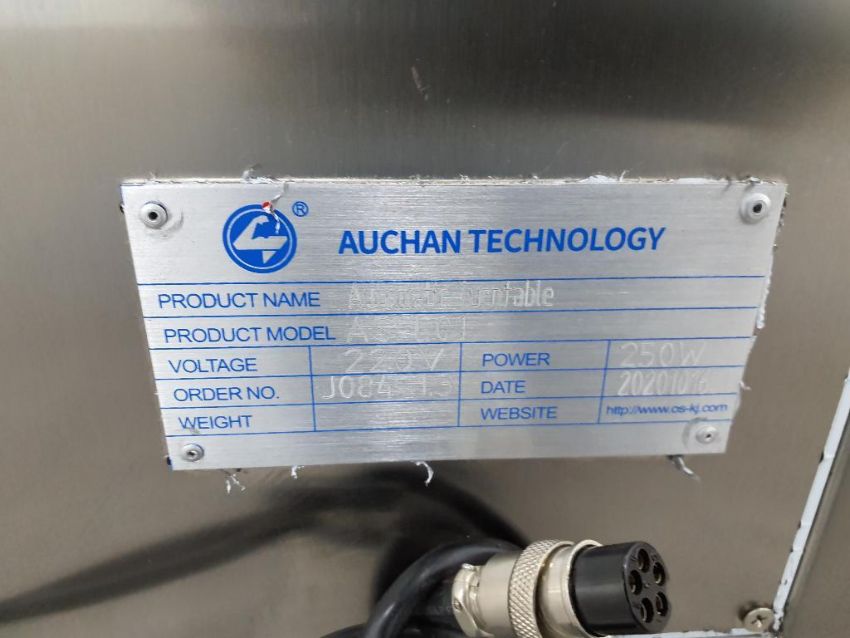 ®
AUCHAN TECHNOLOGY
PRODUCT NAME
PRODUCT MODEL
VOLTAGE 220V POWER 250W
ORDER NO. DATE
WEIGHT WEBSITE http://www.os-kj.com